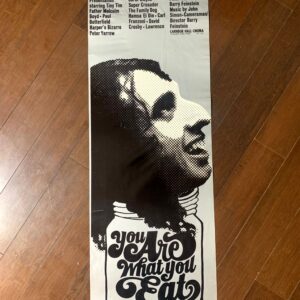 starring Tiny Tim
Father Malcolm
Boyd - Paul
Butterfield
Harper's Bizarre
Peter Yarrow
Super Grosador
The Family Dog
Hamsa El Din - Carl
Franzoni - David
Crosby - Lawrence
Barry Feinstein
Music by John
Simon - Cameraman/
Director Barry
Feinstein
CARNEGIE HALL CINEMA
You
Are
What You
Eat